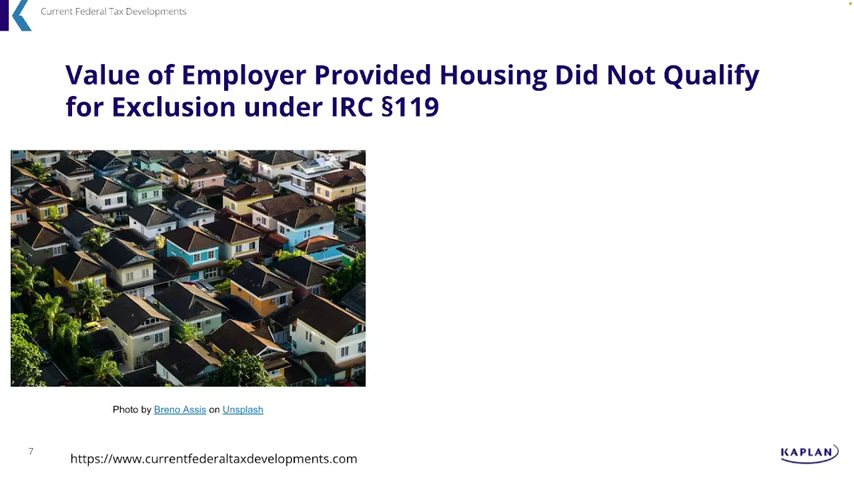 Current Federal Tax Developments
Value of Employer Provided Housing Did Not Qualify
for Exclusion under IRC §119
Photo by Breno Assis on Unsplash
7
https://www.currentfederaltaxdevelopments.com
KAPLAN